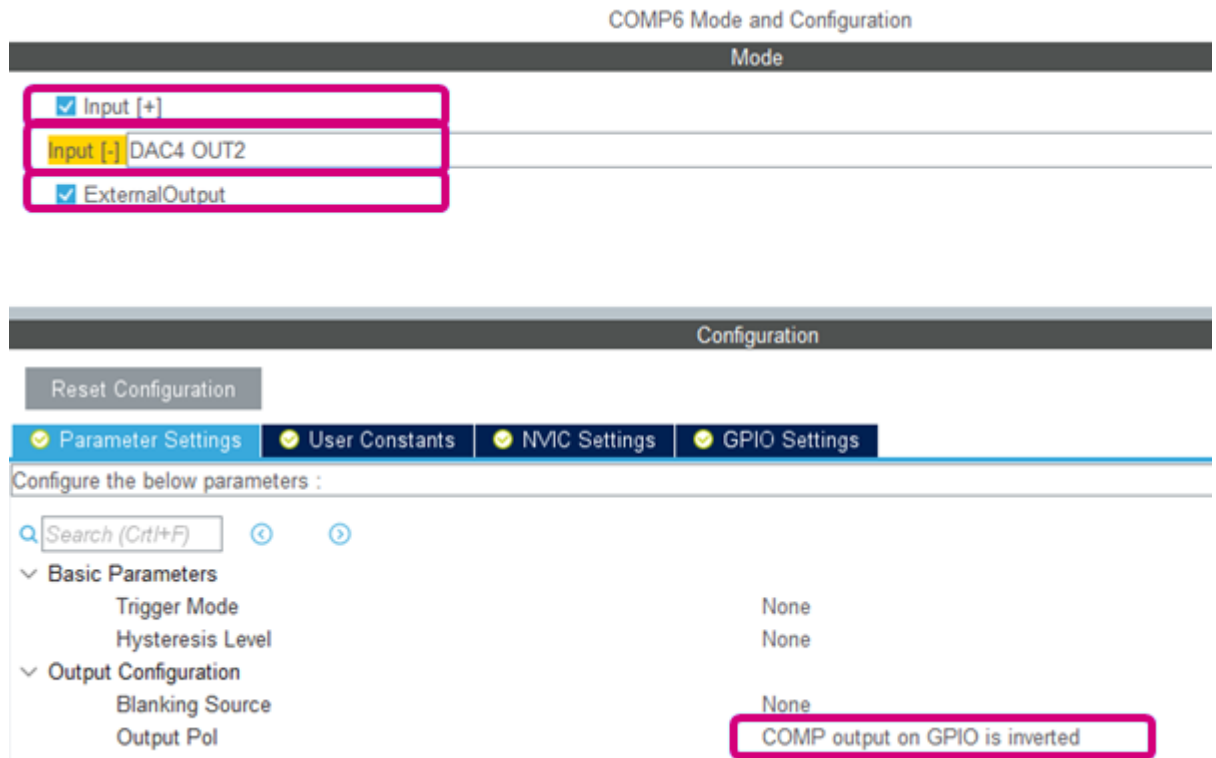 COMP6 Mode and Configuration
Mode
Input [+]
Input [-] DAC4 OUT2
ExternalOutput
Configuration
Reset Configuration
Parameter Settings User Constants NVIC Settings GPIO Settings
Configure the below parameters :
Search (Crtl+F)
Basic Parameters
Trigger Mode None
Hysteresis Level None
Output Configuration
Blanking Source None
Output Pol COMP output on GPIO is inverted